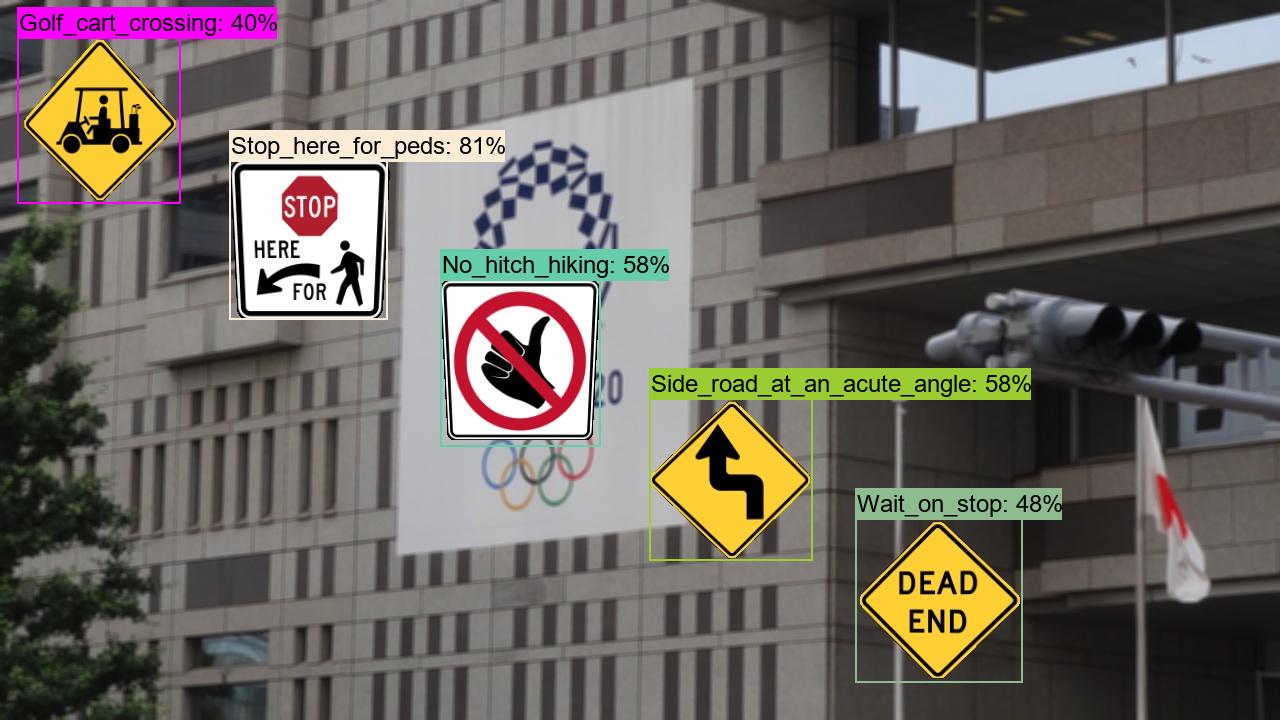 Golf_cart_crossing: 40%
Stop_here_for_peds: 81%
STOP
HERE
FOR
No_hitch_hiking: 58%
20
Side_road_at_an_acute_angle: 58%
Wait_on_stop: 48%
DEAD
END